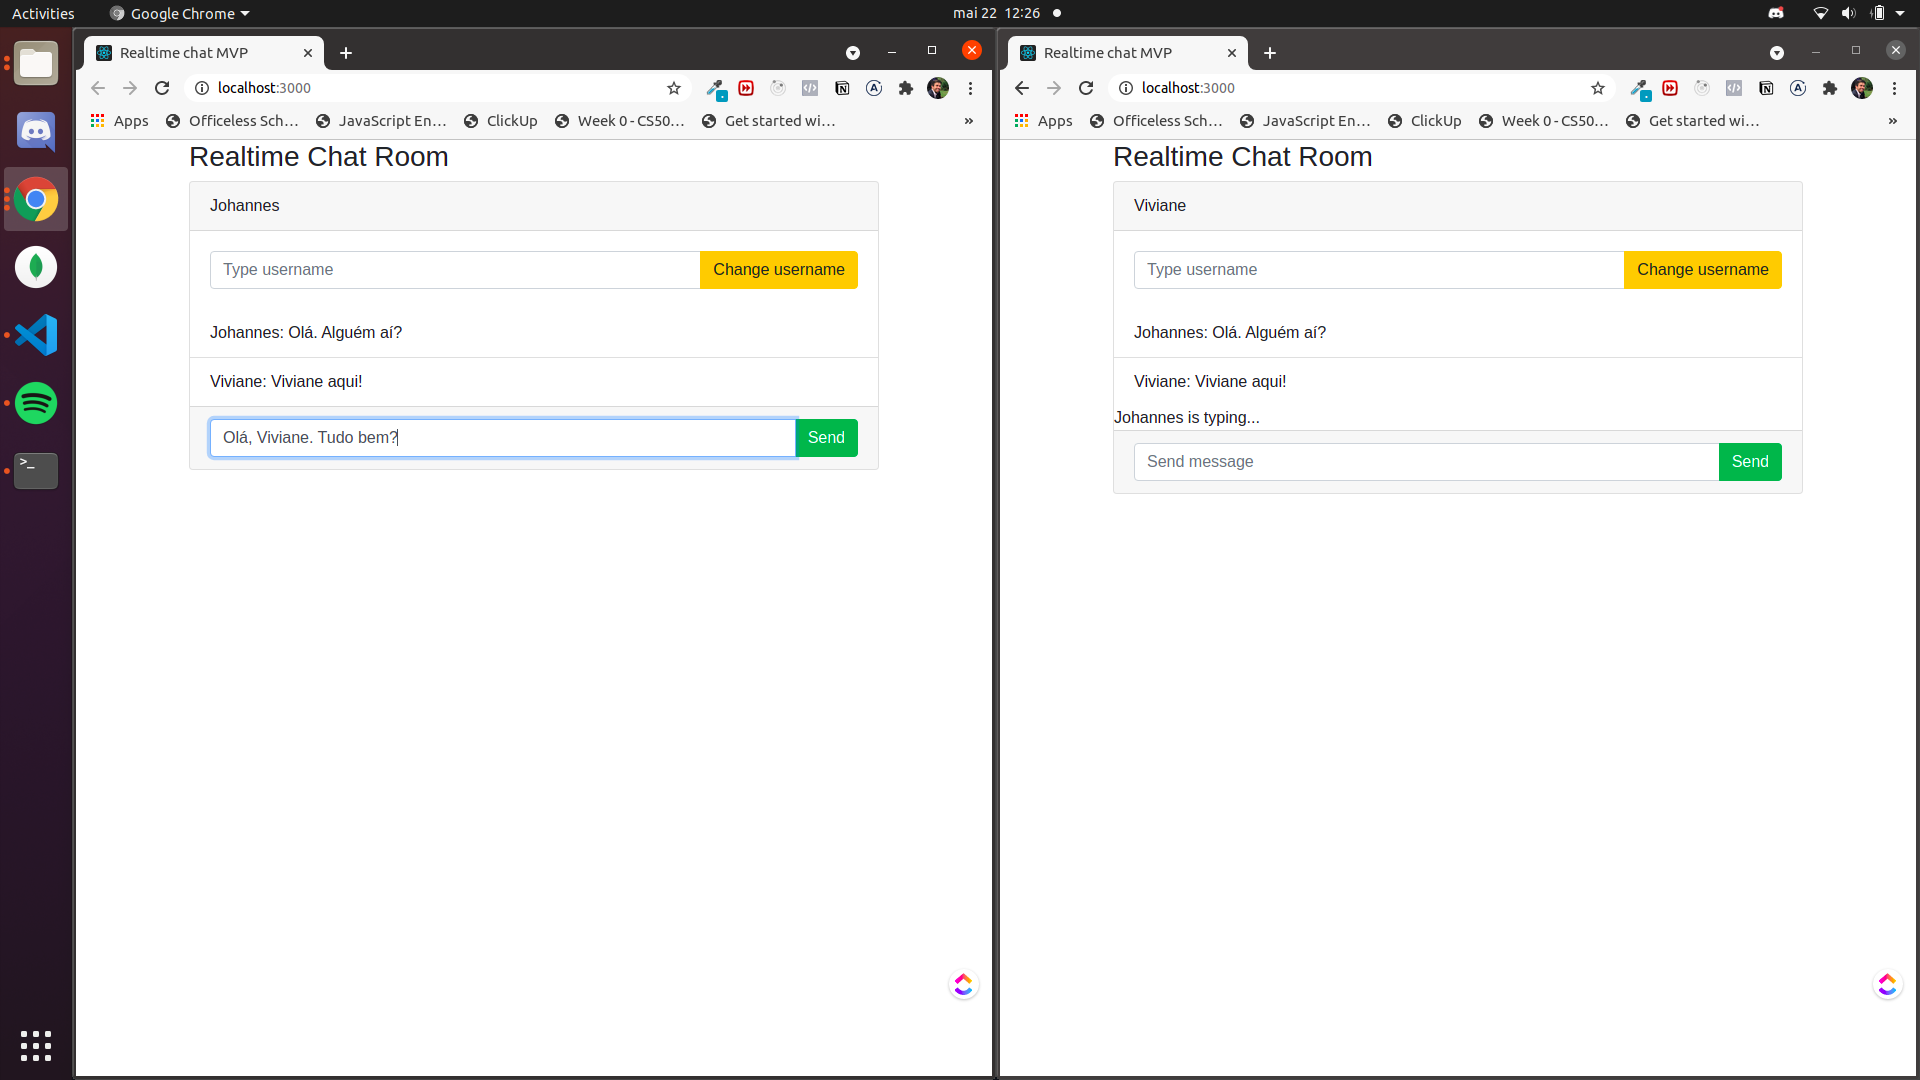 Activities
Google Chrome
mai 22 12:26
Realtime chat MVP
localhost:3000
Apps
Officeless Sch...
JavaScript En...
ClickUp
Week 0 - CS50...
Get started wi...
»
Realtime Chat Room
Johannes
Type username
Change username
Johannes: Olá. Alguém aí?
Viviane: Viviane aqui!
Olá, Viviane. Tudo bem?
Send
Realtime chat MVP
localhost:3000
Apps
Officeless Sch...
JavaScript En...
ClickUp
Week 0 - CS50...
Get started wi...
»
Realtime Chat Room
Viviane
Type username
Change username
Johannes: Olá. Alguém aí?
Viviane: Viviane aqui!
Johannes is typing...
Send message
Send